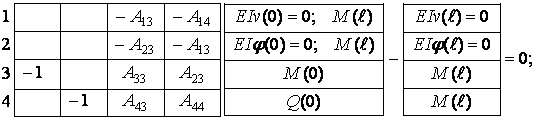 1 −A₁₃ −A₁₄ EIv(0) = 0; M(ℓ) EIv(ℓ) = 0
2 −A₂₃ −A₁₃ EIφ(0) = 0; M(ℓ) − EIφ(ℓ) = 0 = 0;
3 −1 A₃₃ A₂₃ M(0) M(ℓ)
4 −1 A₄₃ A₄₄ Q(0) M(ℓ)